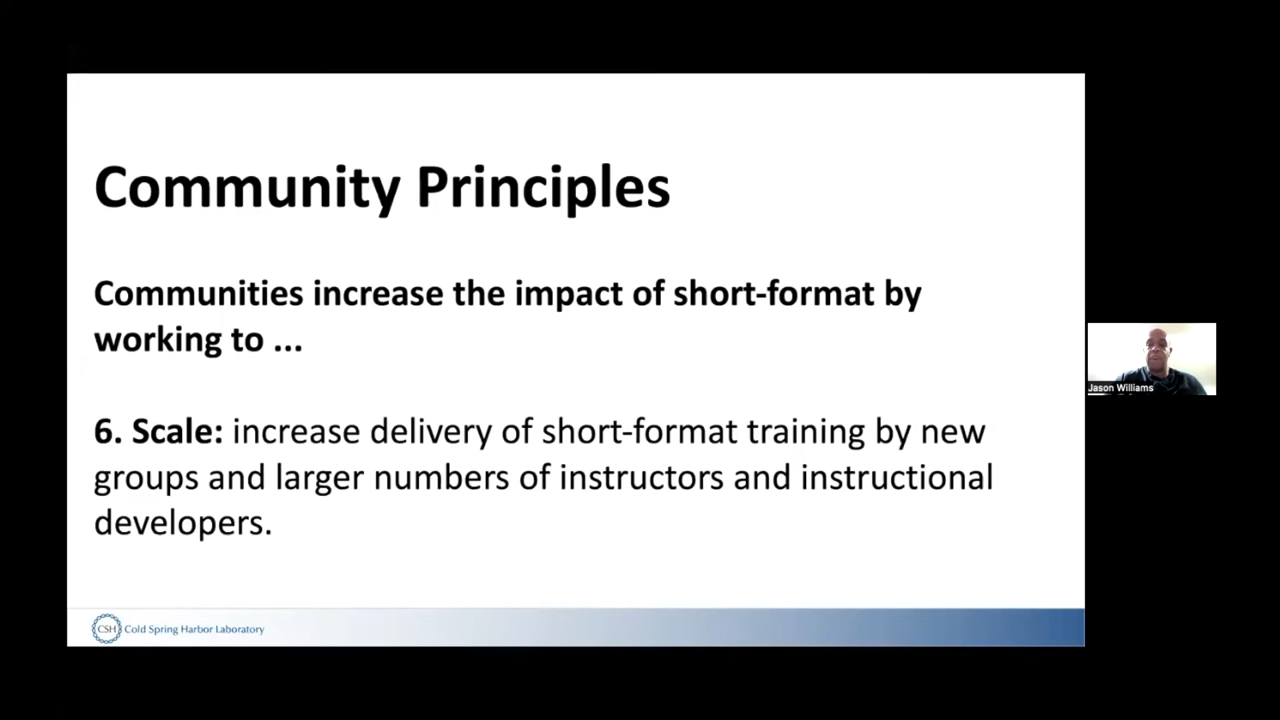 Community Principles
Communities increase the impact of short-format by
working to ...
6. Scale: increase delivery of short-format training by new
groups and larger numbers of instructors and instructional
developers.
CSH Cold Spring Harbor Laboratory
Jason Williams